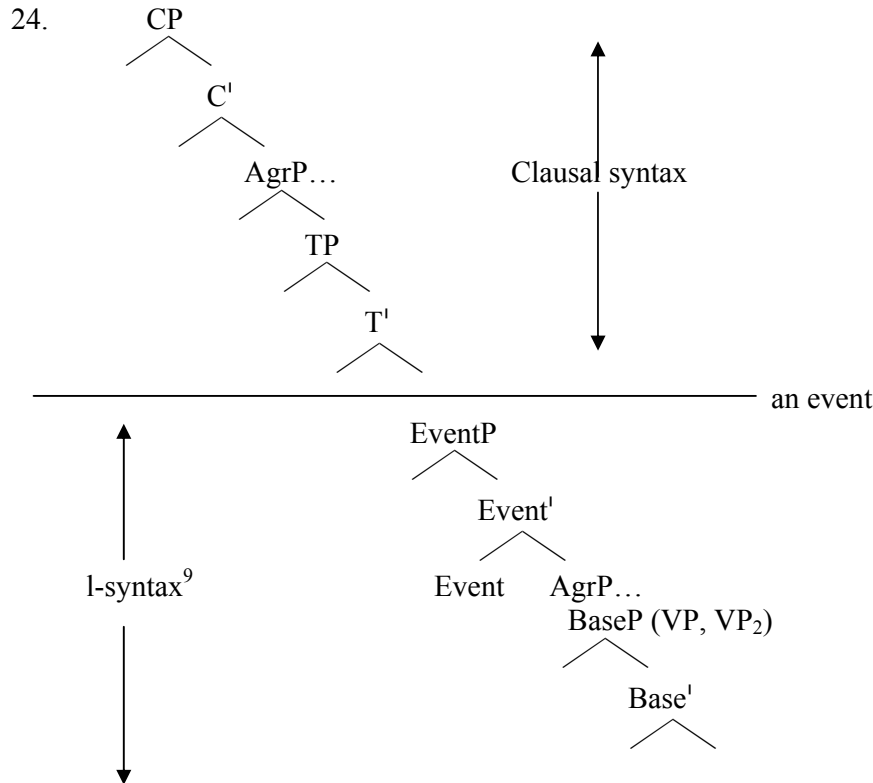 24.
CP
C'
AgrP…
Clausal syntax
TP
T'
an event
EventP
Event'
l-syntax⁹
Event AgrP…
BaseP (VP, VP₂)
Base'